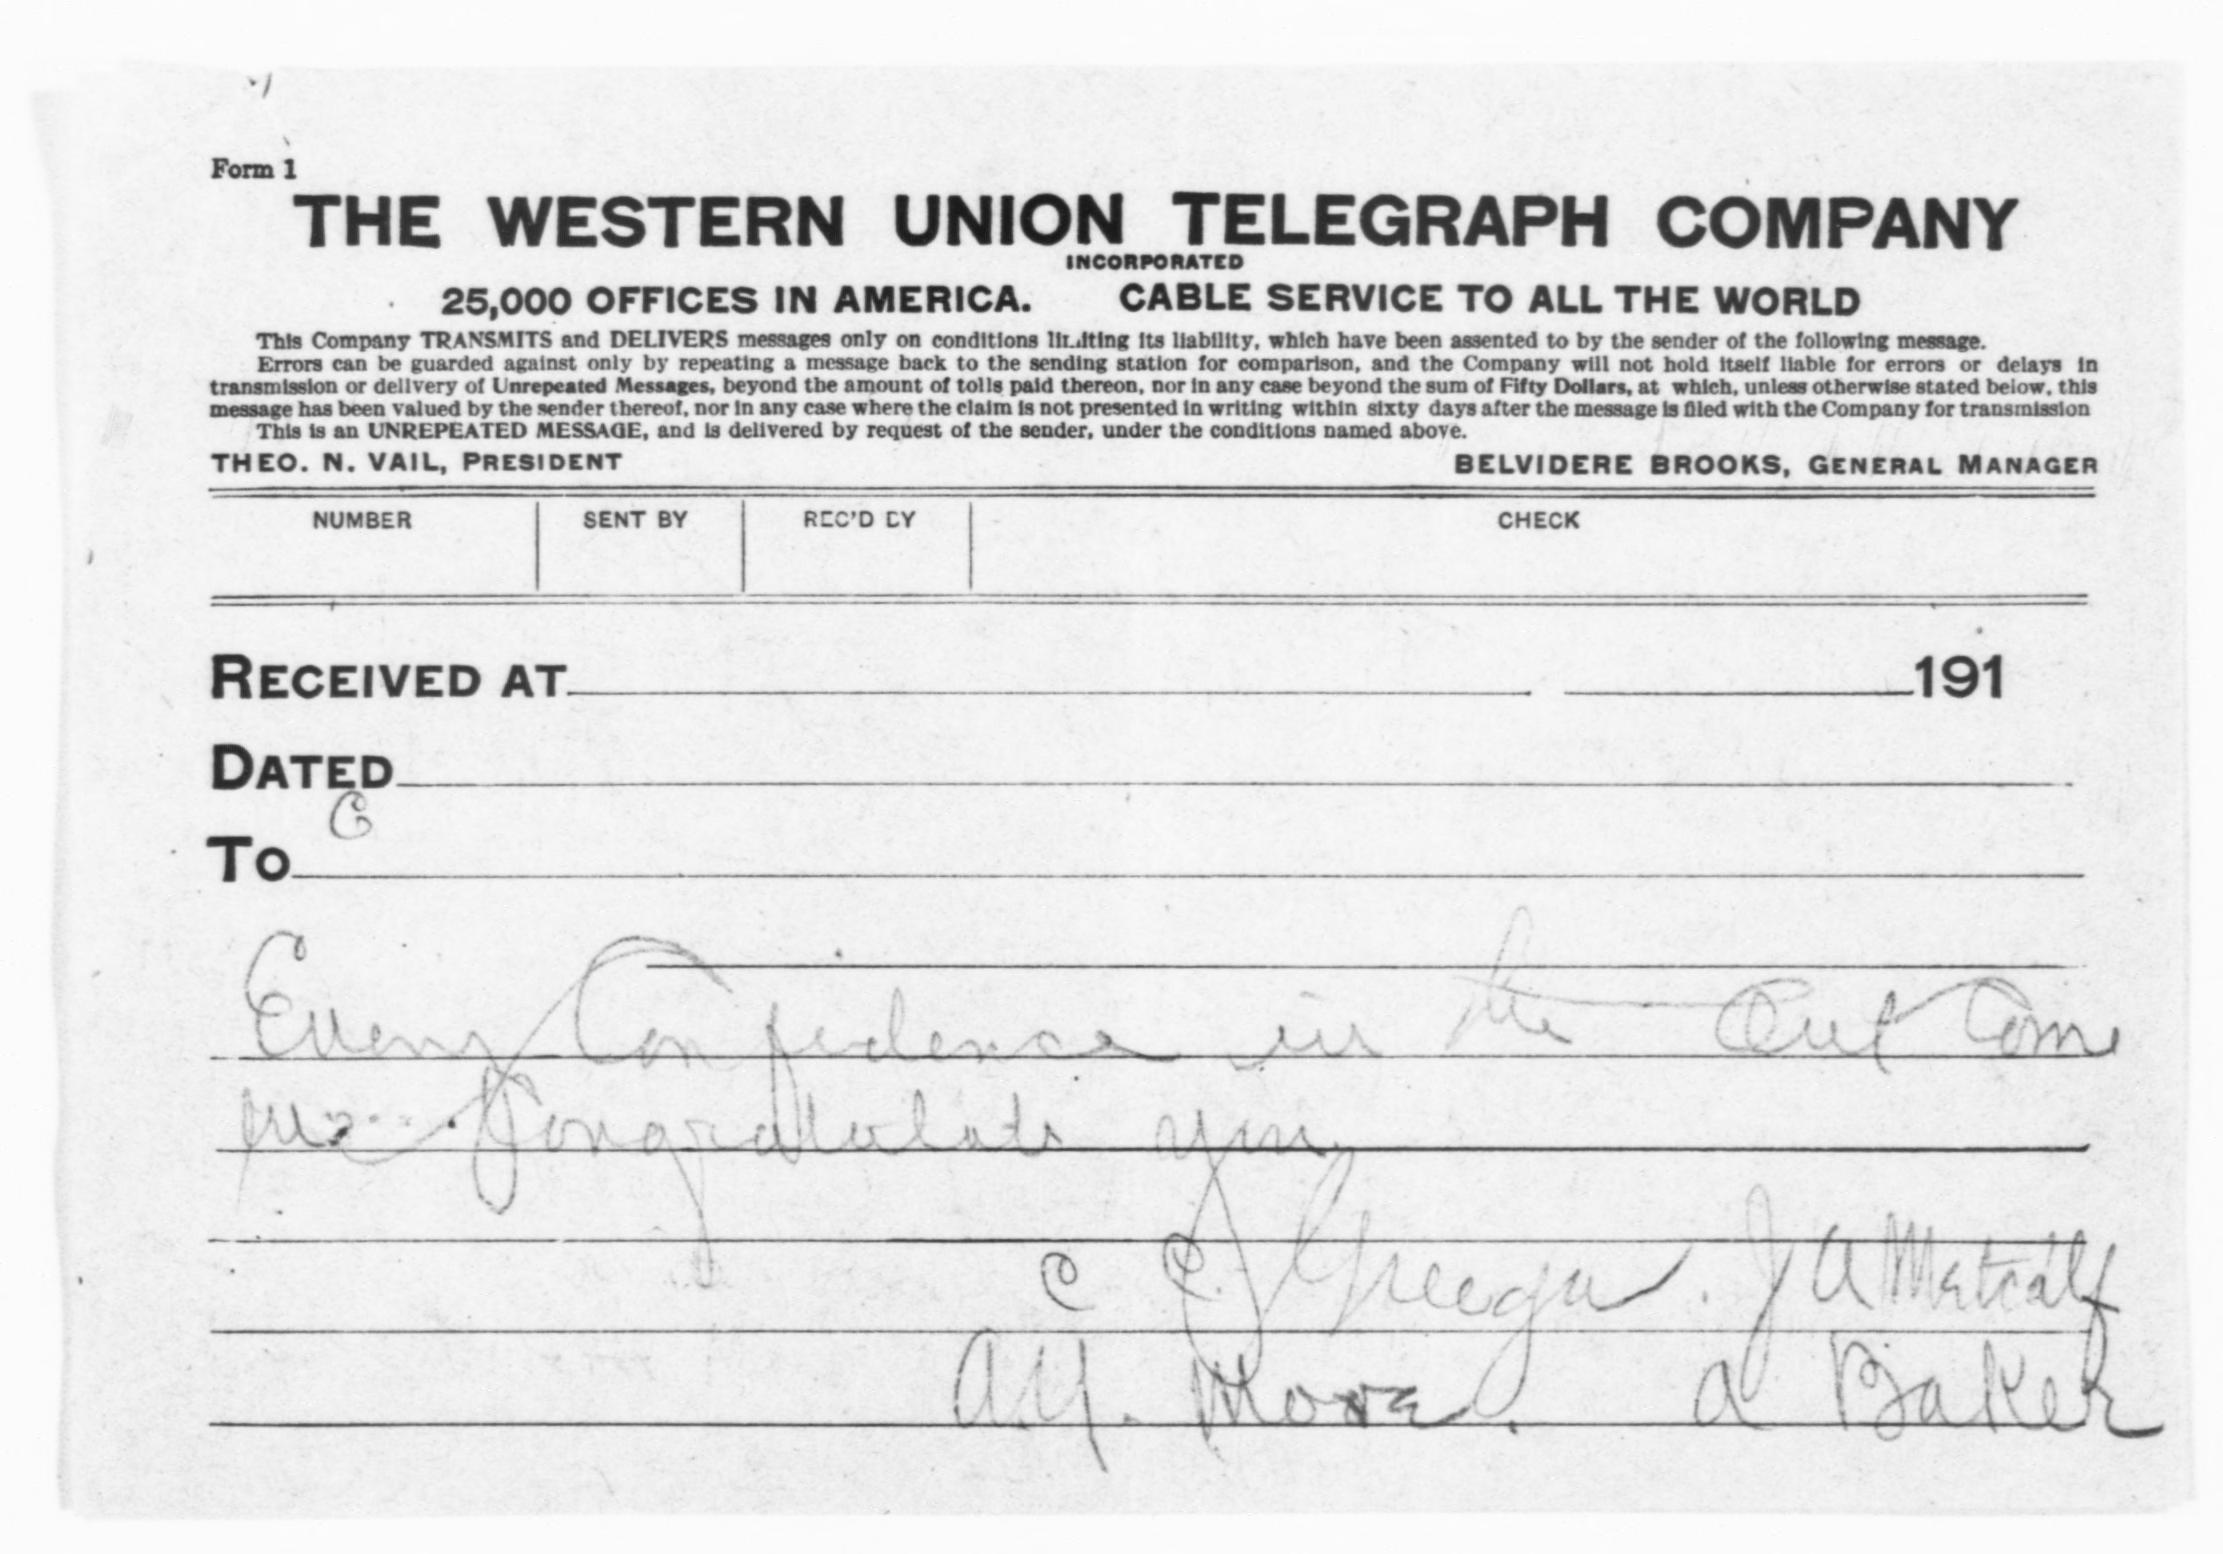 Form 1
THE WESTERN UNION TELEGRAPH COMPANY
INCORPORATED
25,000 OFFICES IN AMERICA. CABLE SERVICE TO ALL THE WORLD
This Company TRANSMITS and DELIVERS messages only on conditions limiting its liability, which have been assented to by the sender of the following message.
Errors can be guarded against only by repeating a message back to the sending station for comparison, and the Company will not hold itself liable for errors or delays in
transmission or delivery of Unrepeated Messages, beyond the amount of tolls paid thereon, nor in any case beyond the sum of Fifty Dollars, at which, unless otherwise stated below, this
message has been valued by the sender thereof, nor in any case where the claim is not presented in writing within sixty days after the message is filed with the Company for transmission
This is an UNREPEATED MESSAGE, and is delivered by request of the sender, under the conditions named above.
THEO. N. VAIL, PRESIDENT BELVIDERE BROOKS, GENERAL MANAGER
NUMBER SENT BY REC'D BY CHECK
RECEIVED AT 191
DATED
C
TO
Confidence in the Out Come
Congratulate you
C C J A Metcalf
A.Y. Moore. A Baker